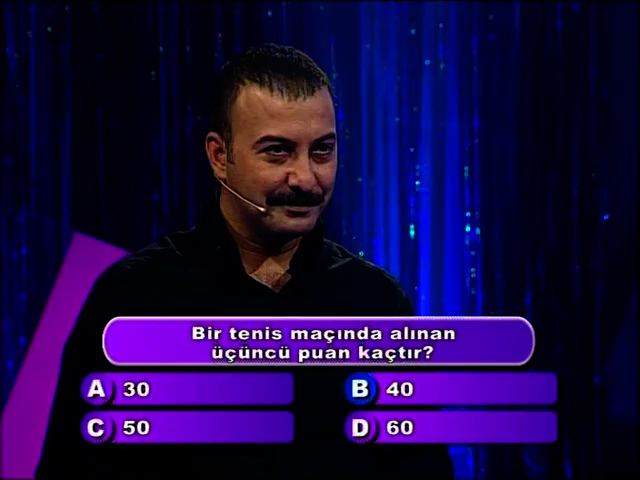 Bir tenis maçında alınan
üçüncü puan kaçtır?
A 30
B 40
C 50
D 60